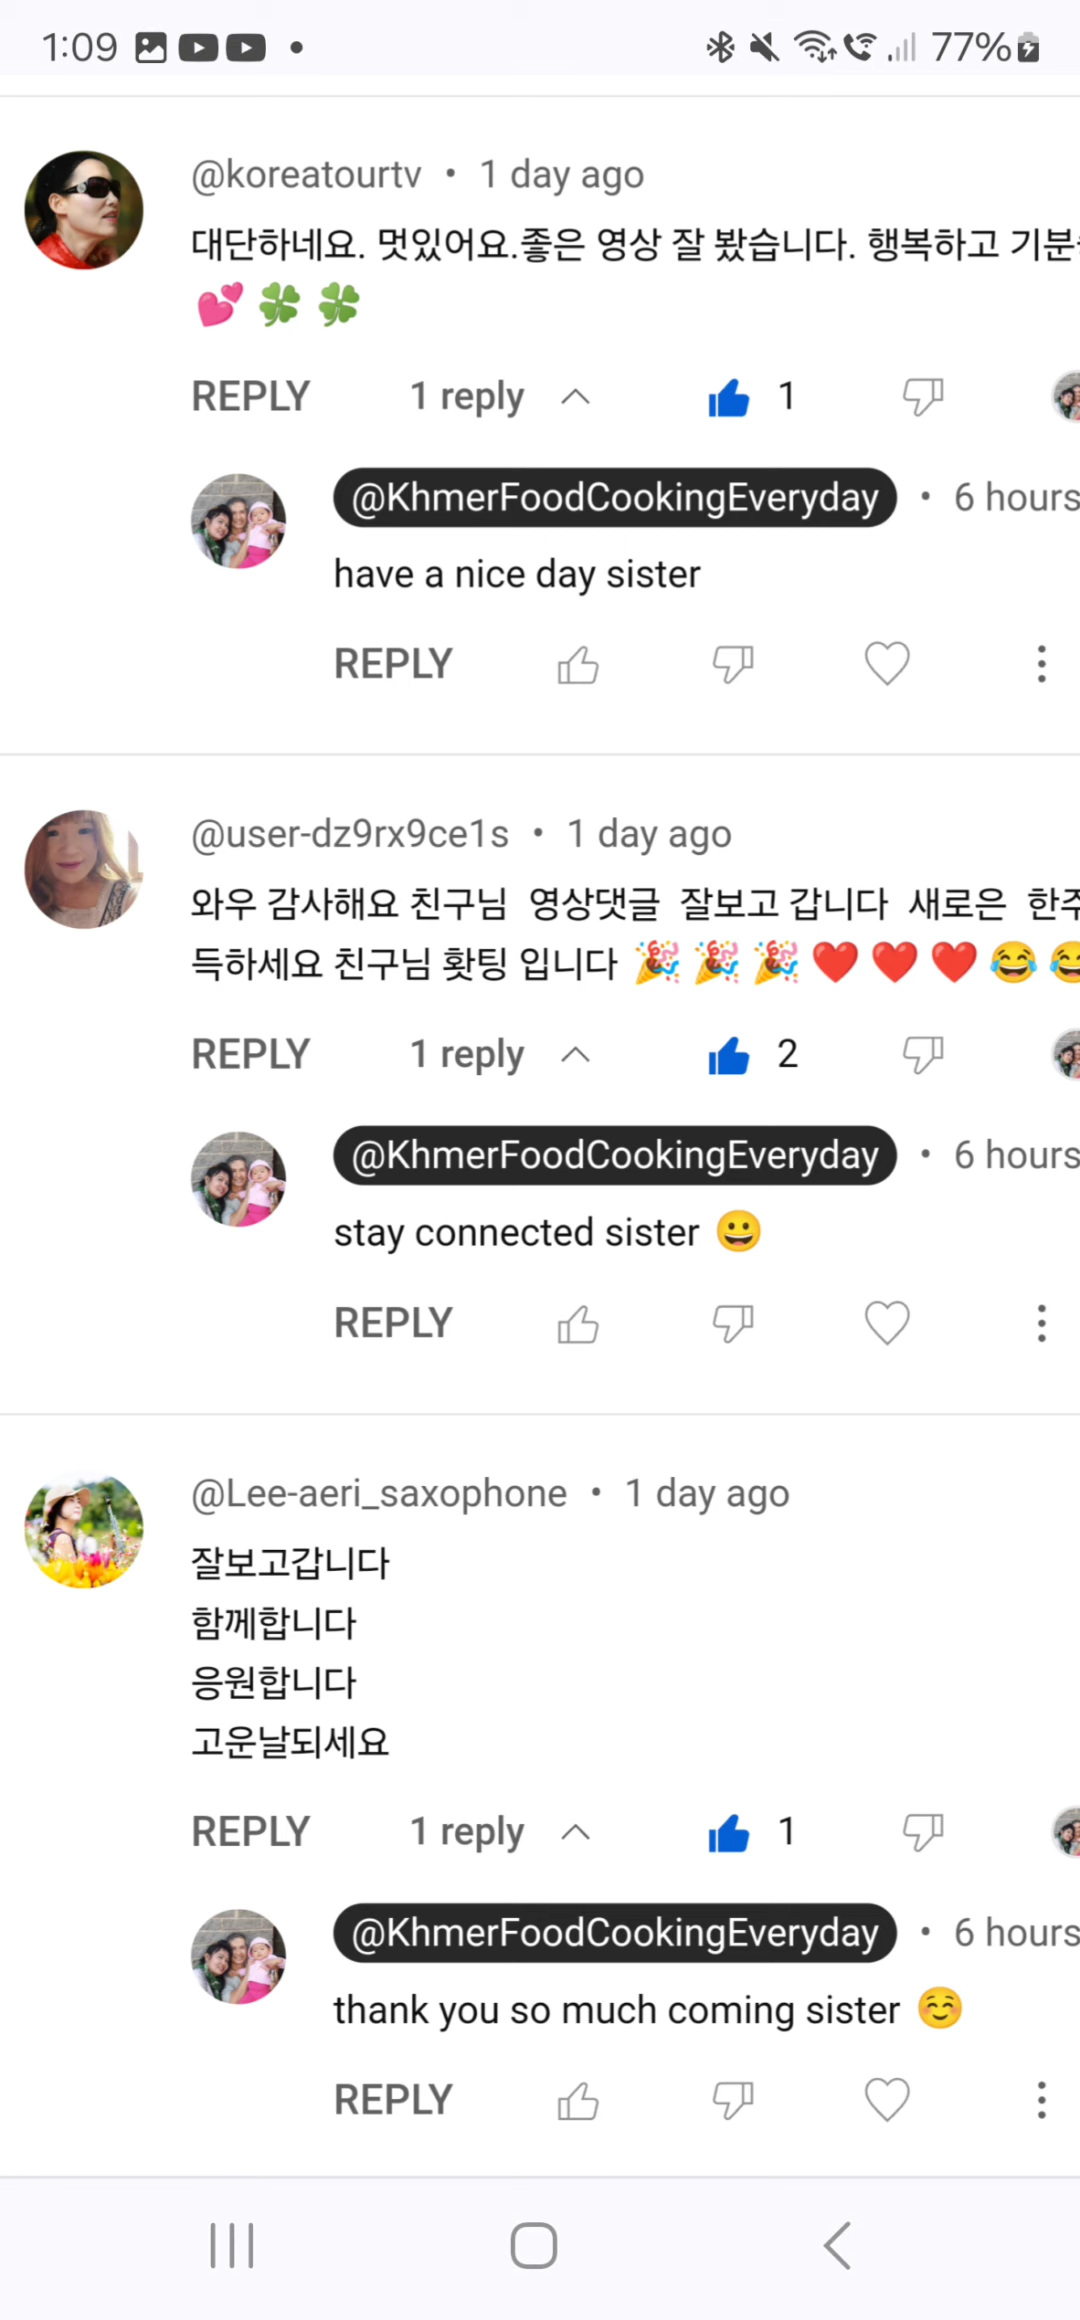 1:09 77%
@koreatourtv • 1 day ago
대단하네요. 멋있어요.좋은 영상 잘 봤습니다. 행복하고 기분
💕🍀🍀
REPLY 1 reply 1
@KhmerFoodCookingEveryday • 6 hours
have a nice day sister
REPLY
@user-dz9rx9ce1s • 1 day ago
와우 감사해요 친구님 영상댓글 잘보고 갑니다 새로은 한주
득하세요 친구님 홧팅 입니다 🎉🎉🎉❤️❤️❤️😂😂
REPLY 1 reply 2
@KhmerFoodCookingEveryday • 6 hours
stay connected sister 😀
REPLY
@Lee-aeri_saxophone • 1 day ago
잘보고갑니다
함께합니다
응원합니다
고운날되세요
REPLY 1 reply 1
@KhmerFoodCookingEveryday • 6 hours
thank you so much coming sister ☺️
REPLY